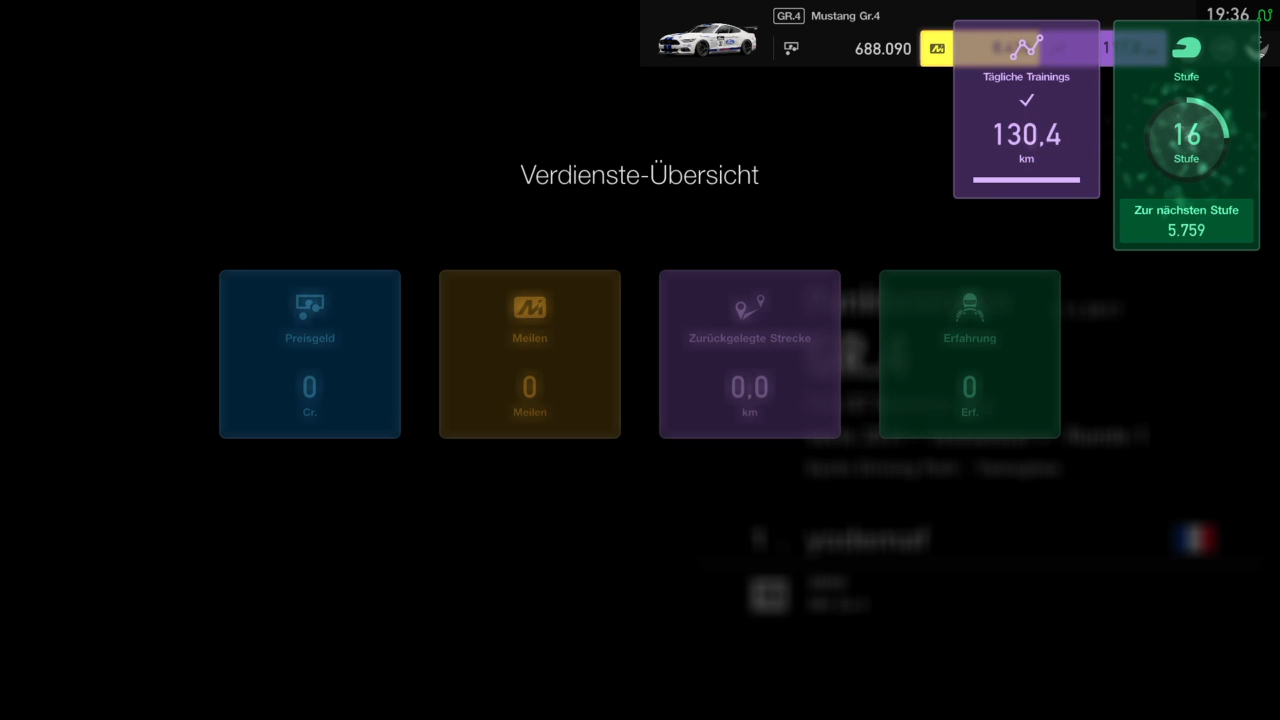 GR.4 Mustang Gr.4
19:36
688.090
Tägliche Trainings
130,4
km
Stufe
16
Stufe
Zur nächsten Stufe
5.759
Verdienste-Übersicht
Preisgeld
0
Cr.
Meilen
0
Meilen
Zurückgelegte Strecke
0,0
km
Erfahrung
0
Erf.